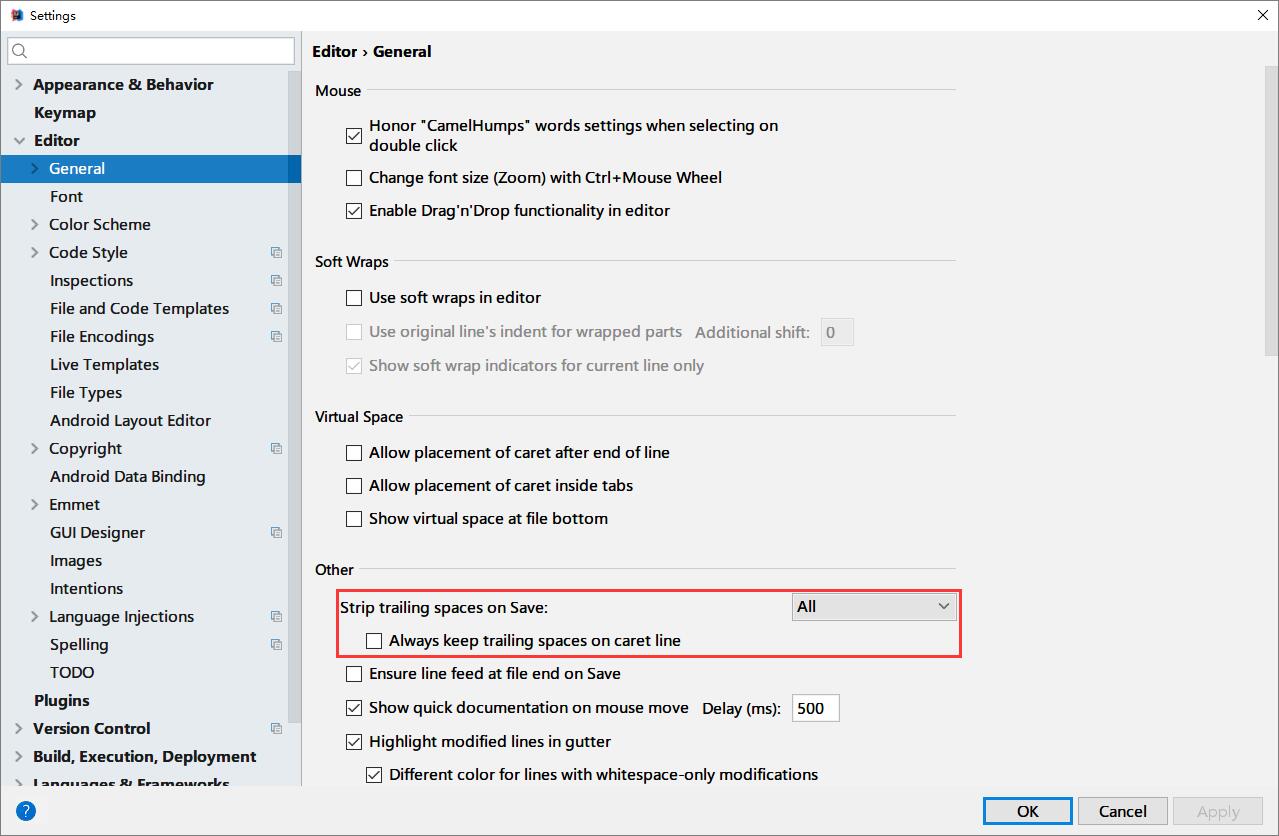 Settings
Appearance & Behavior
Keymap
Editor
General
Font
Color Scheme
Code Style
Inspections
File and Code Templates
File Encodings
Live Templates
File Types
Android Layout Editor
Copyright
Android Data Binding
Emmet
GUI Designer
Images
Intentions
Language Injections
Spelling
TODO
Plugins
Version Control
Build, Execution, Deployment
Languages & Frameworks
Editor › General
Mouse
Honor "CamelHumps" words settings when selecting on
double click
Change font size (Zoom) with Ctrl+Mouse Wheel
Enable Drag'n'Drop functionality in editor
Soft Wraps
Use soft wraps in editor
Use original line's indent for wrapped parts Additional shift: 0
Show soft wrap indicators for current line only
Virtual Space
Allow placement of caret after end of line
Allow placement of caret inside tabs
Show virtual space at file bottom
Other
Strip trailing spaces on Save: All
Always keep trailing spaces on caret line
Ensure line feed at file end on Save
Show quick documentation on mouse move Delay (ms): 500
Highlight modified lines in gutter
Different color for lines with whitespace-only modifications
? OK Cancel Apply